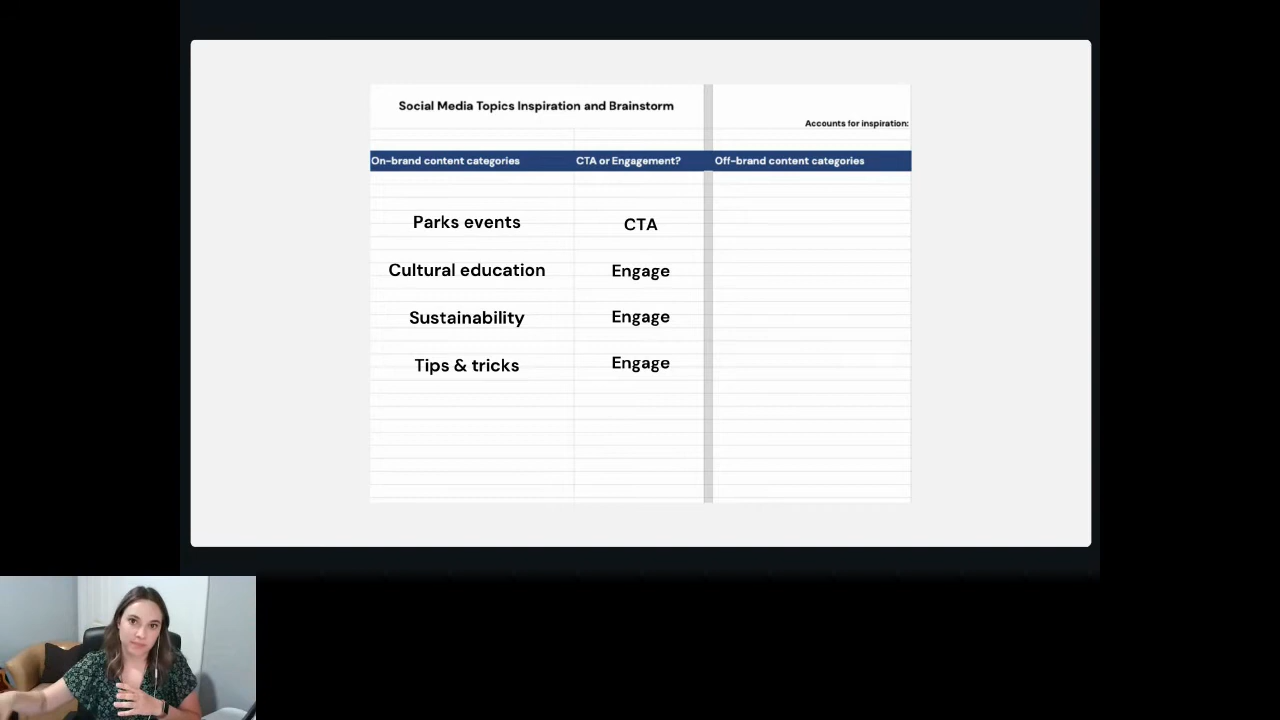 Social Media Topics Inspiration and Brainstorm
Accounts for inspiration:
On-brand content categories CTA or Engagement? Off-brand content categories
Parks events CTA
Cultural education Engage
Sustainability Engage
Tips & tricks Engage